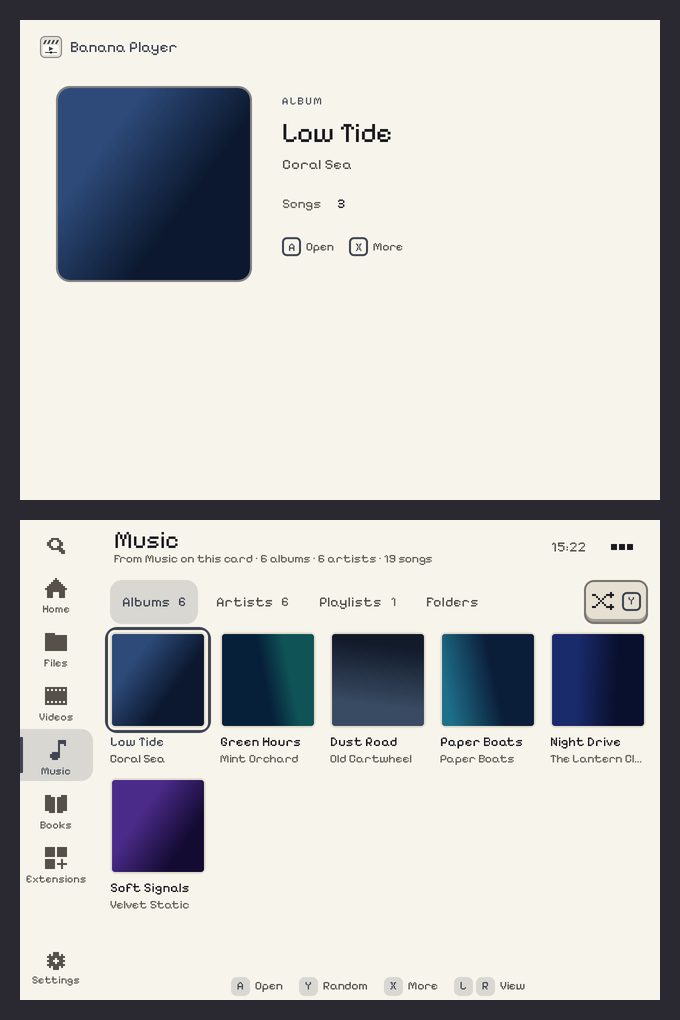 Banana Player
ALBUM
Low Tide
Coral Sea
Songs 3
A Open X More
Music
From Music on this card · 6 albums · 6 artists · 19 songs
15:22
Home
Files
Videos
Music
Books
Extensions
Settings
Albums 6 Artists 6 Playlists 1 Folders
Y
Low Tide
Coral Sea
Green Hours
Mint Orchard
Dust Road
Old Cartwheel
Paper Boats
Paper Boats
Night Drive
The Lantern Cl...
Soft Signals
Velvet Static
A Open Y Random X More L R View